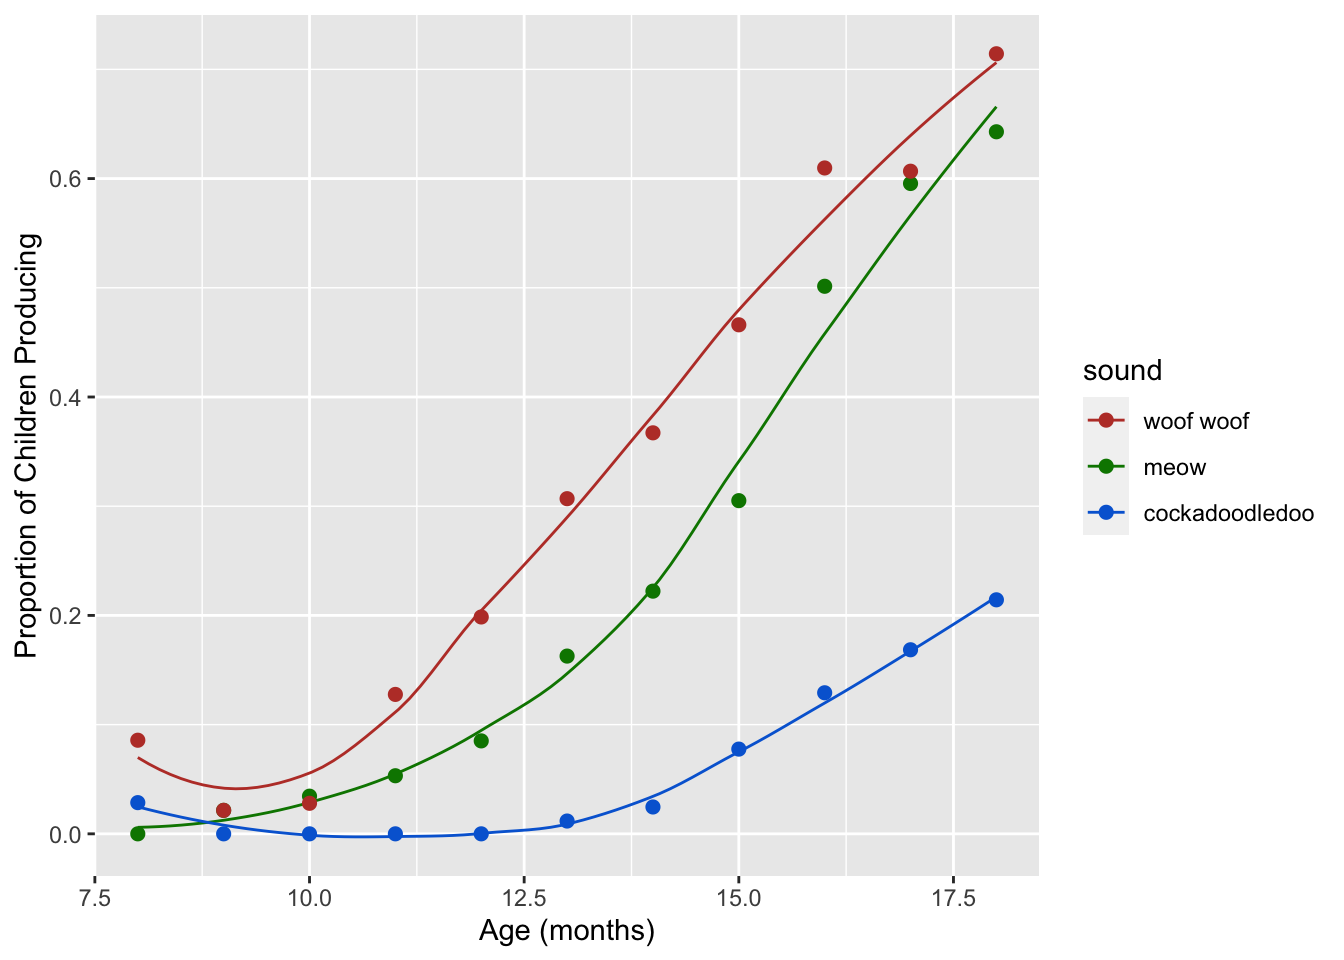 Proportion of Children Producing
0.6
0.4
0.2
0.0
7.5 10.0 12.5 15.0 17.5
Age (months)
sound
woof woof
meow
cockadoodledoo